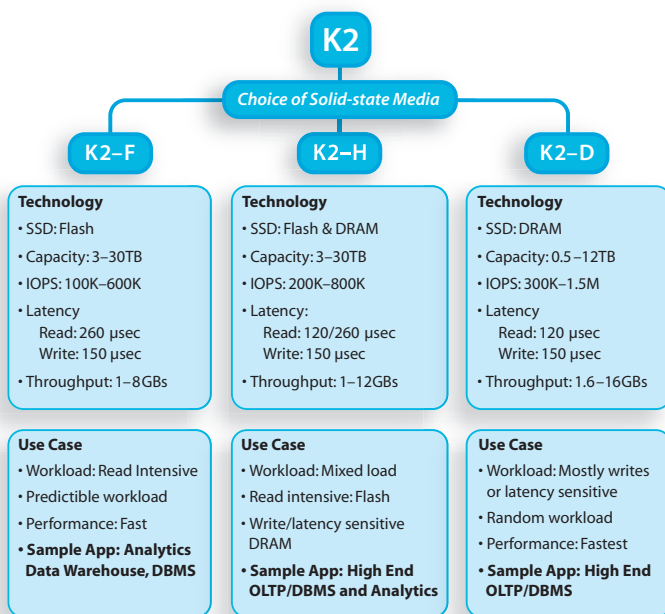 K2
Choice of Solid-state Media
K2–F
K2–H
K2–D
Technology
• SSD: Flash
• Capacity: 3–30TB
• IOPS: 100K–600K
• Latency
Read: 260 µsec
Write: 150 µsec
• Throughput: 1–8GBs
Technology
• SSD: Flash & DRAM
• Capacity: 3–30TB
• IOPS: 200K–800K
• Latency:
Read: 120/260 µsec
Write: 150 µsec
• Throughput: 1–12GBs
Technology
• SSD: DRAM
• Capacity: 0.5–12TB
• IOPS: 300K–1.5M
• Latency
Read: 120 µsec
Write: 150 µsec
• Throughput: 1.6–16GBs
Use Case
• Workload: Read Intensive
• Predictible workload
• Performance: Fast
• Sample App: Analytics
Data Warehouse, DBMS
Use Case
• Workload: Mixed load
• Read intensive: Flash
• Write/latency sensitive
DRAM
• Sample App: High End
OLTP/DBMS and Analytics
Use Case
• Workload: Mostly writes
or latency sensitive
• Random workload
• Performance: Fastest
• Sample App: High End
OLTP/DBMS